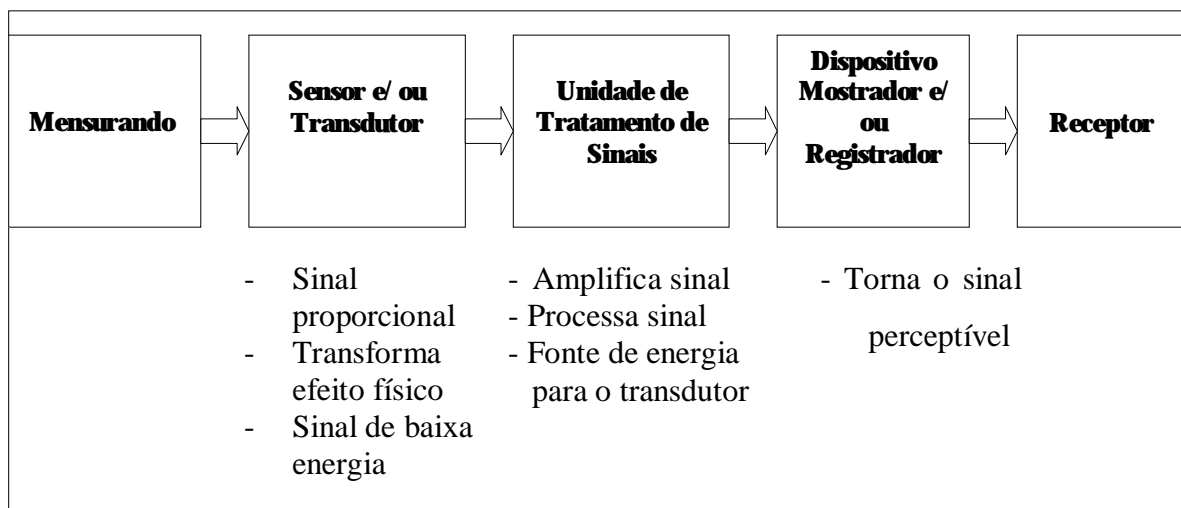 Mensurando
Sensor e/ ou
Transdutor
Unidade de
Tratamento de
Sinais
Dispositivo
Mostrador e/
ou
Registrador
Receptor
- Sinal
proporcional
- Transforma
efeito físico
- Sinal de baixa
energia
- Amplifica sinal
- Processa sinal
- Fonte de energia
para o transdutor
- Torna o sinal
perceptível